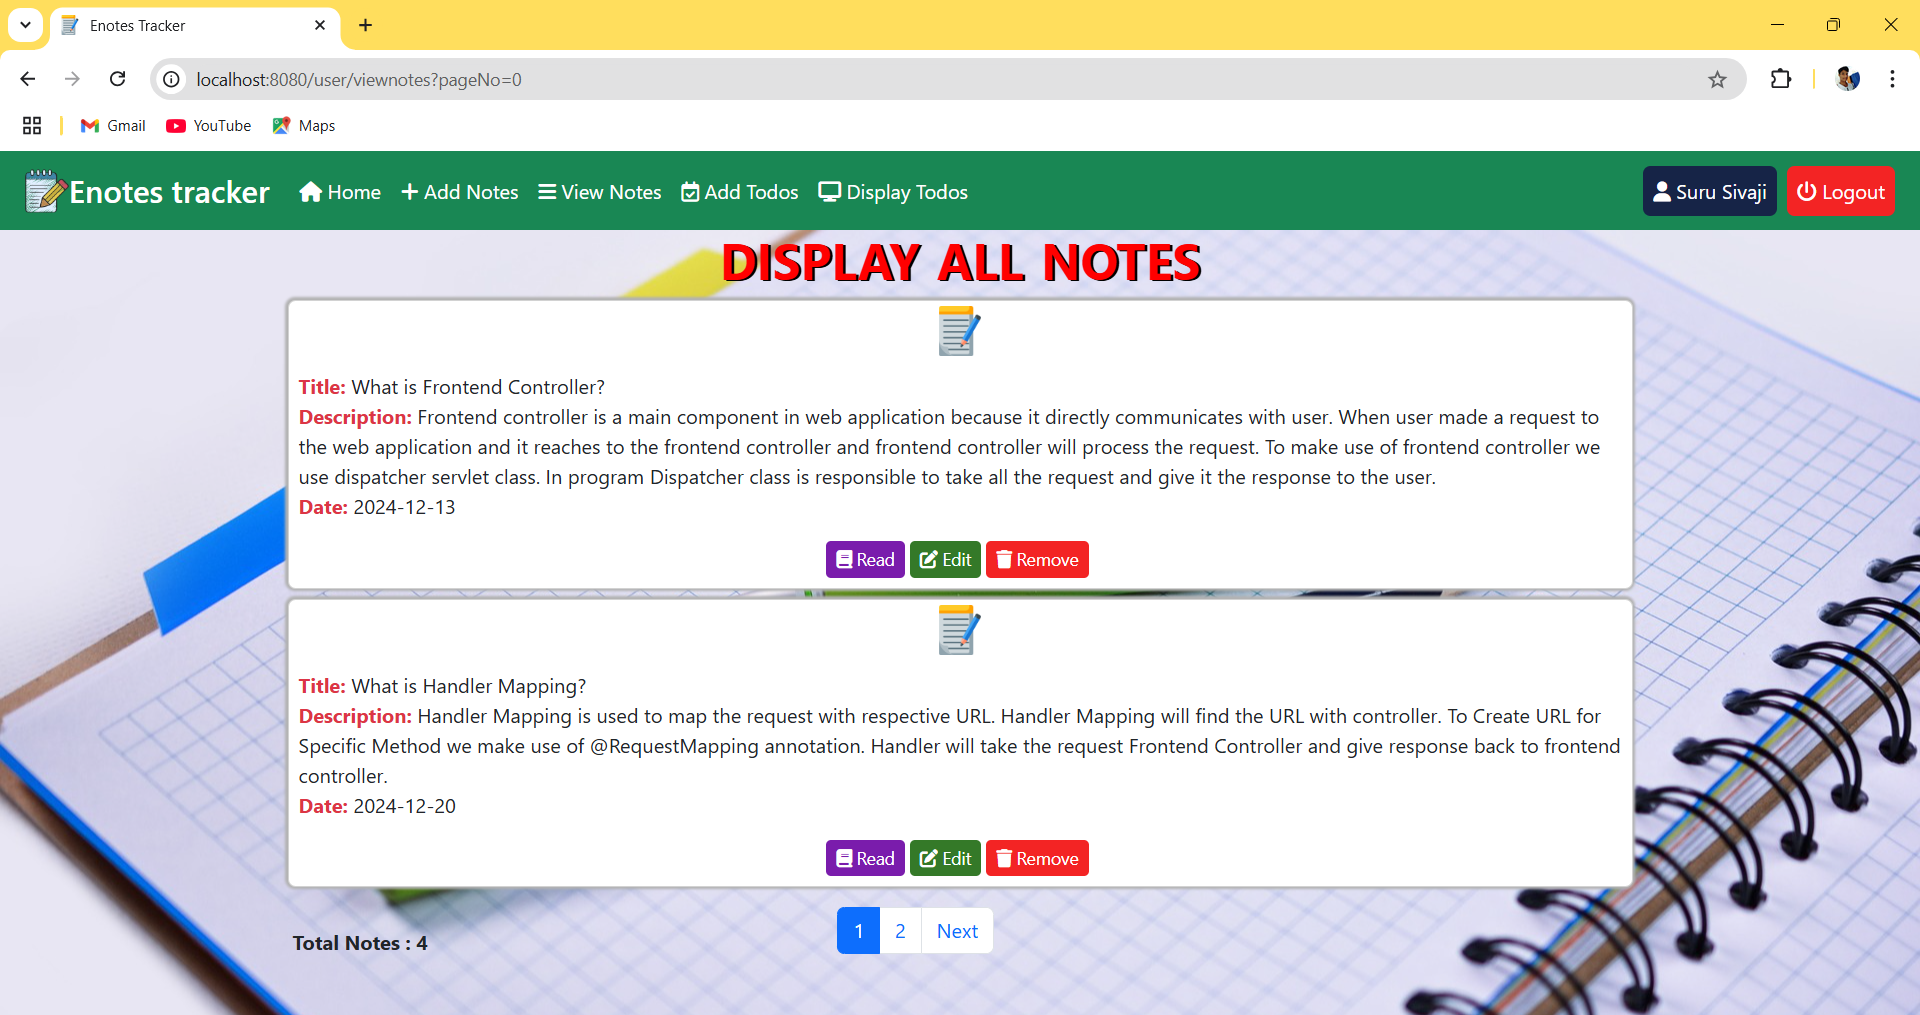 Enotes Tracker
localhost:8080/user/viewnotes?pageNo=0
Gmail YouTube Maps
Enotes tracker Home Add Notes View Notes Add Todos Display Todos Suru Sivaji Logout
DISPLAY ALL NOTES
Title: What is Frontend Controller?
Description: Frontend controller is a main component in web application because it directly communicates with user. When user made a request to
the web application and it reaches to the frontend controller and frontend controller will process the request. To make use of frontend controller we
use dispatcher servlet class. In program Dispatcher class is responsible to take all the request and give it the response to the user.
Date: 2024-12-13
Read Edit Remove
Title: What is Handler Mapping?
Description: Handler Mapping is used to map the request with respective URL. Handler Mapping will find the URL with controller. To Create URL for
Specific Method we make use of @RequestMapping annotation. Handler will take the request Frontend Controller and give response back to frontend
controller.
Date: 2024-12-20
Read Edit Remove
Total Notes : 4
1 2 Next